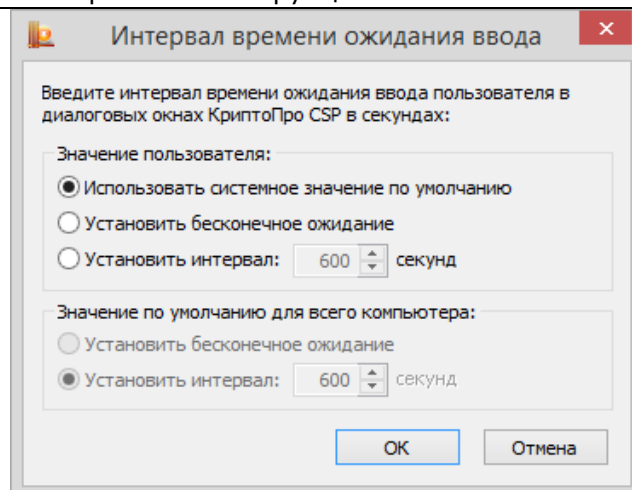 Интервал времени ожидания ввода
Введите интервал времени ожидания ввода пользователя в
диалоговых окнах КриптоПро CSP в секундах:
Значение пользователя:
Использовать системное значение по умолчанию
Установить бесконечное ожидание
Установить интервал: 600 секунд
Значение по умолчанию для всего компьютера:
Установить бесконечное ожидание
Установить интервал: 600 секунд
ОК Отмена